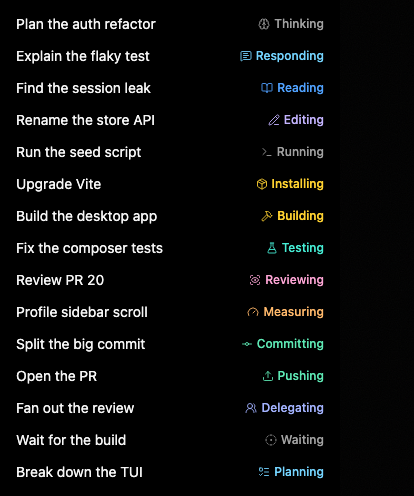 Plan the auth refactor Thinking
Explain the flaky test Responding
Find the session leak Reading
Rename the store API Editing
Run the seed script Running
Upgrade Vite Installing
Build the desktop app Building
Fix the composer tests Testing
Review PR 20 Reviewing
Profile sidebar scroll Measuring
Split the big commit Committing
Open the PR Pushing
Fan out the review Delegating
Wait for the build Waiting
Break down the TUI Planning